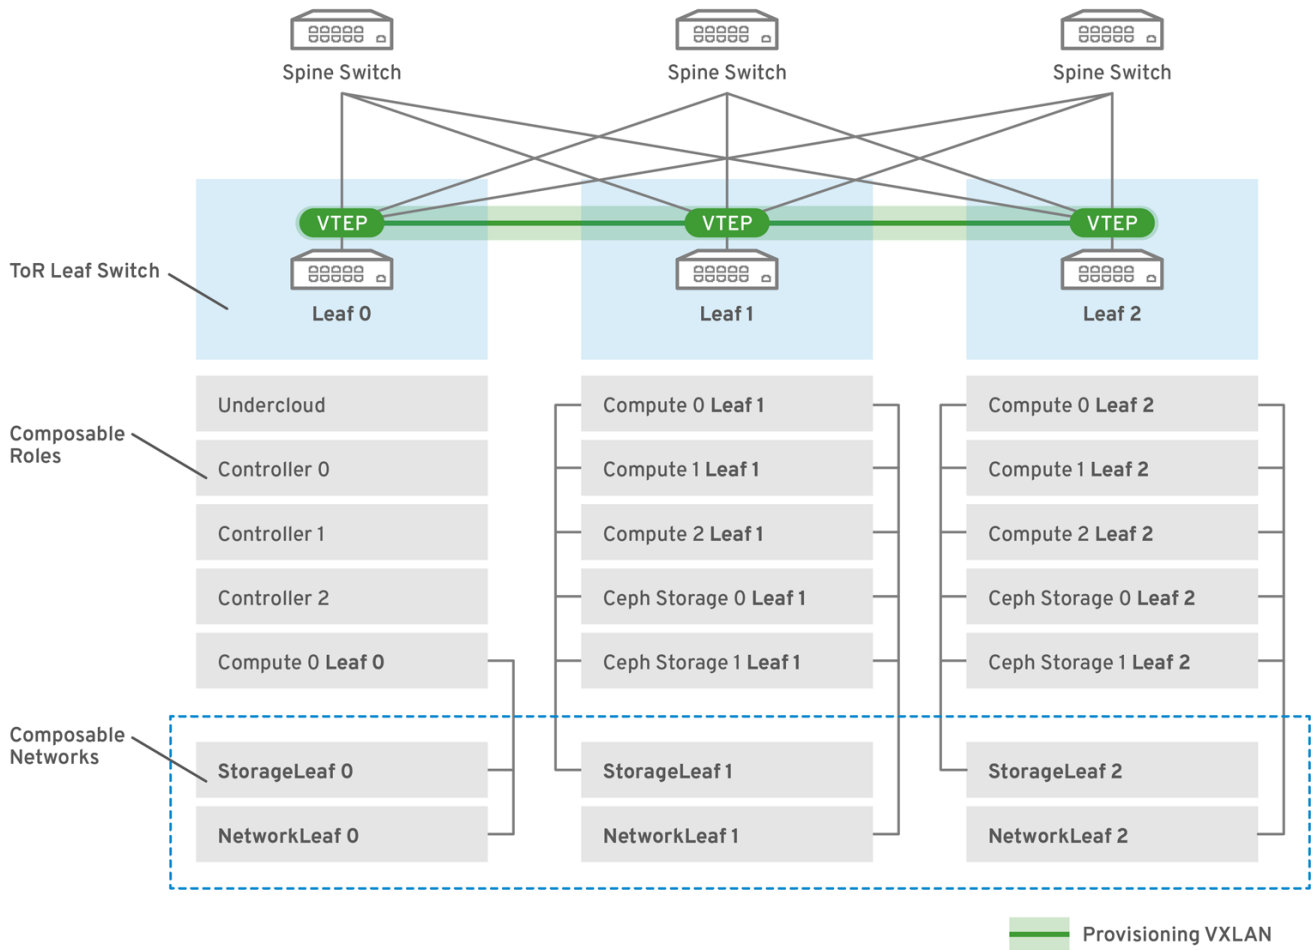 Spine Switch
Spine Switch
Spine Switch
VTEP
VTEP
VTEP
ToR Leaf Switch
Leaf 0
Leaf 1
Leaf 2
Composable
Roles
Undercloud
Controller 0
Controller 1
Controller 2
Compute 0 Leaf 0
Compute 0 Leaf 1
Compute 1 Leaf 1
Compute 2 Leaf 1
Ceph Storage 0 Leaf 1
Ceph Storage 1 Leaf 1
Compute 0 Leaf 2
Compute 1 Leaf 2
Compute 2 Leaf 2
Ceph Storage 0 Leaf 2
Ceph Storage 1 Leaf 2
Composable
Networks
StorageLeaf 0
NetworkLeaf 0
StorageLeaf 1
NetworkLeaf 1
StorageLeaf 2
NetworkLeaf 2
Provisioning VXLAN